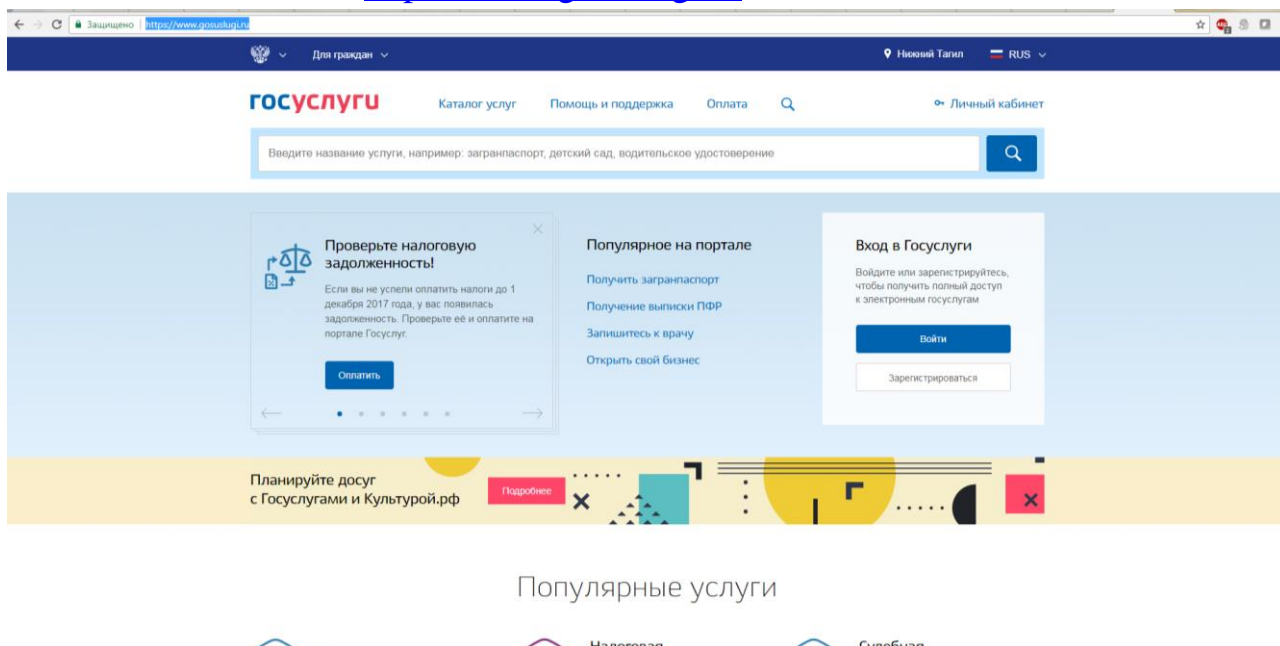 Защищено | https://www.gosuslugi.ru
Для граждан
Нижний Тагил RUS
госуслуги
Каталог услуг Помощь и поддержка Оплата
Личный кабинет
Введите название услуги, например: загранпаспорт, детский сад, водительское удостоверение
Проверьте налоговую
задолженность!
Если вы не успели оплатить налоги до 1
декабря 2017 года, у вас появилась
задолженность. Проверьте её и оплатите на
портале Госуслуг.
Оплатить
Популярное на портале
Получить загранпаспорт
Получение выписки ПФР
Запишитесь к врачу
Открыть свой бизнес
Вход в Госуслуги
Войдите или зарегистрируйтесь,
чтобы получить полный доступ
к электронным госуслугам
Войти
Зарегистрироваться
Планируйте досуг
с Госуслугами и Культурой.рф
Подробнее
Популярные услуги
Налоговая
Судебная